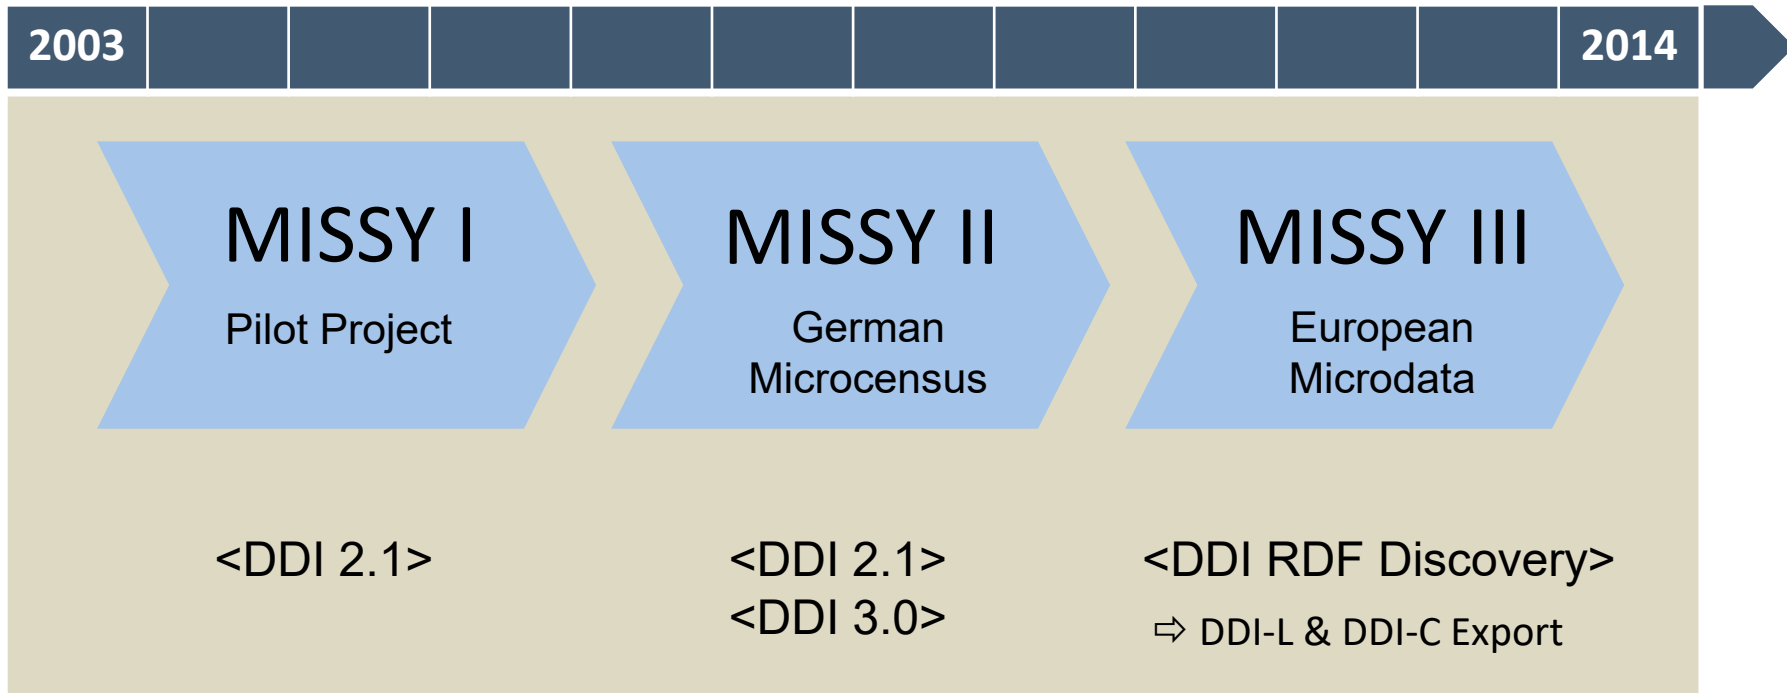 2003
2014
MISSY I
Pilot Project
MISSY II
German
Microcensus
MISSY III
European
Microdata
<DDI 2.1>
<DDI 2.1>
<DDI 3.0>
<DDI RDF Discovery>
⇨ DDI-L & DDI-C Export